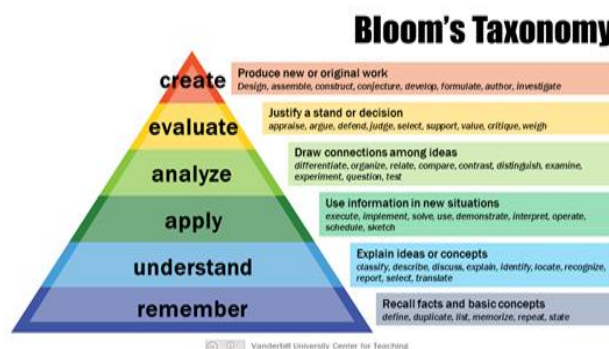 Bloom's Taxonomy
create
Produce new or original work
Design, assemble, construct, conjecture, develop, formulate, author, investigate
evaluate
Justify a stand or decision
appraise, argue, defend, judge, select, support, value, critique, weigh
analyze
Draw connections among ideas
differentiate, organize, relate, compare, contrast, distinguish, examine,
experiment, question, test
apply
Use information in new situations
execute, implement, solve, use, demonstrate, interpret, operate,
schedule, sketch
understand
Explain ideas or concepts
classify, describe, discuss, explain, identify, locate, recognize,
report, select, translate
remember
Recall facts and basic concepts
define, duplicate, list, memorize, repeat, state
Vanderbilt University Center for Teaching